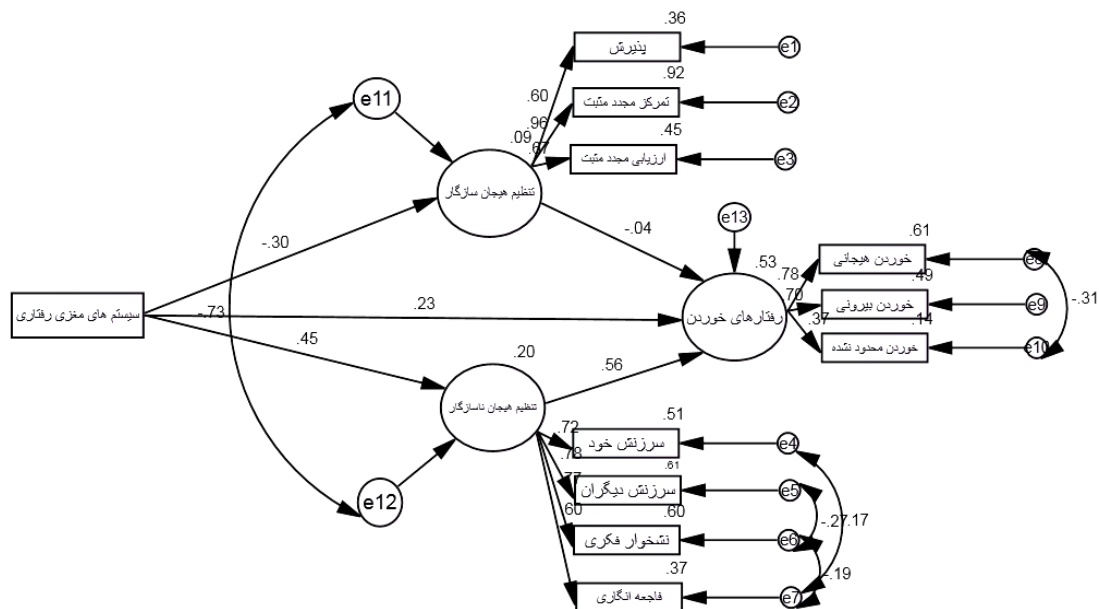 .36
پذیرش
e1
.92
e11
.60
تمرکز مجدد مثبت
e2
.96
.45
.09
.67
ارزیابی مجدد مثبت
e3
تنظیم هیجان سازگار
e13
-.04
-.30
.61
.53
خوردن هیجانی
.78
.49
سیستم های مغزی رفتاری
-.73
.23
رفتارهای خوردن
.70
خوردن بیرونی
e9
-.31
.37
.14
خوردن محدود نشده
e10
.45
.20
.56
تنظیم هیجان ناسازگار
.51
.72
سرزنش خود
e4
.78
.61
.77
سرزنش دیگران
e5
e12
.60
.60
نشخوار فکری
e6
-.27
.17
.37
-.19
فاجعه انگاری
e7